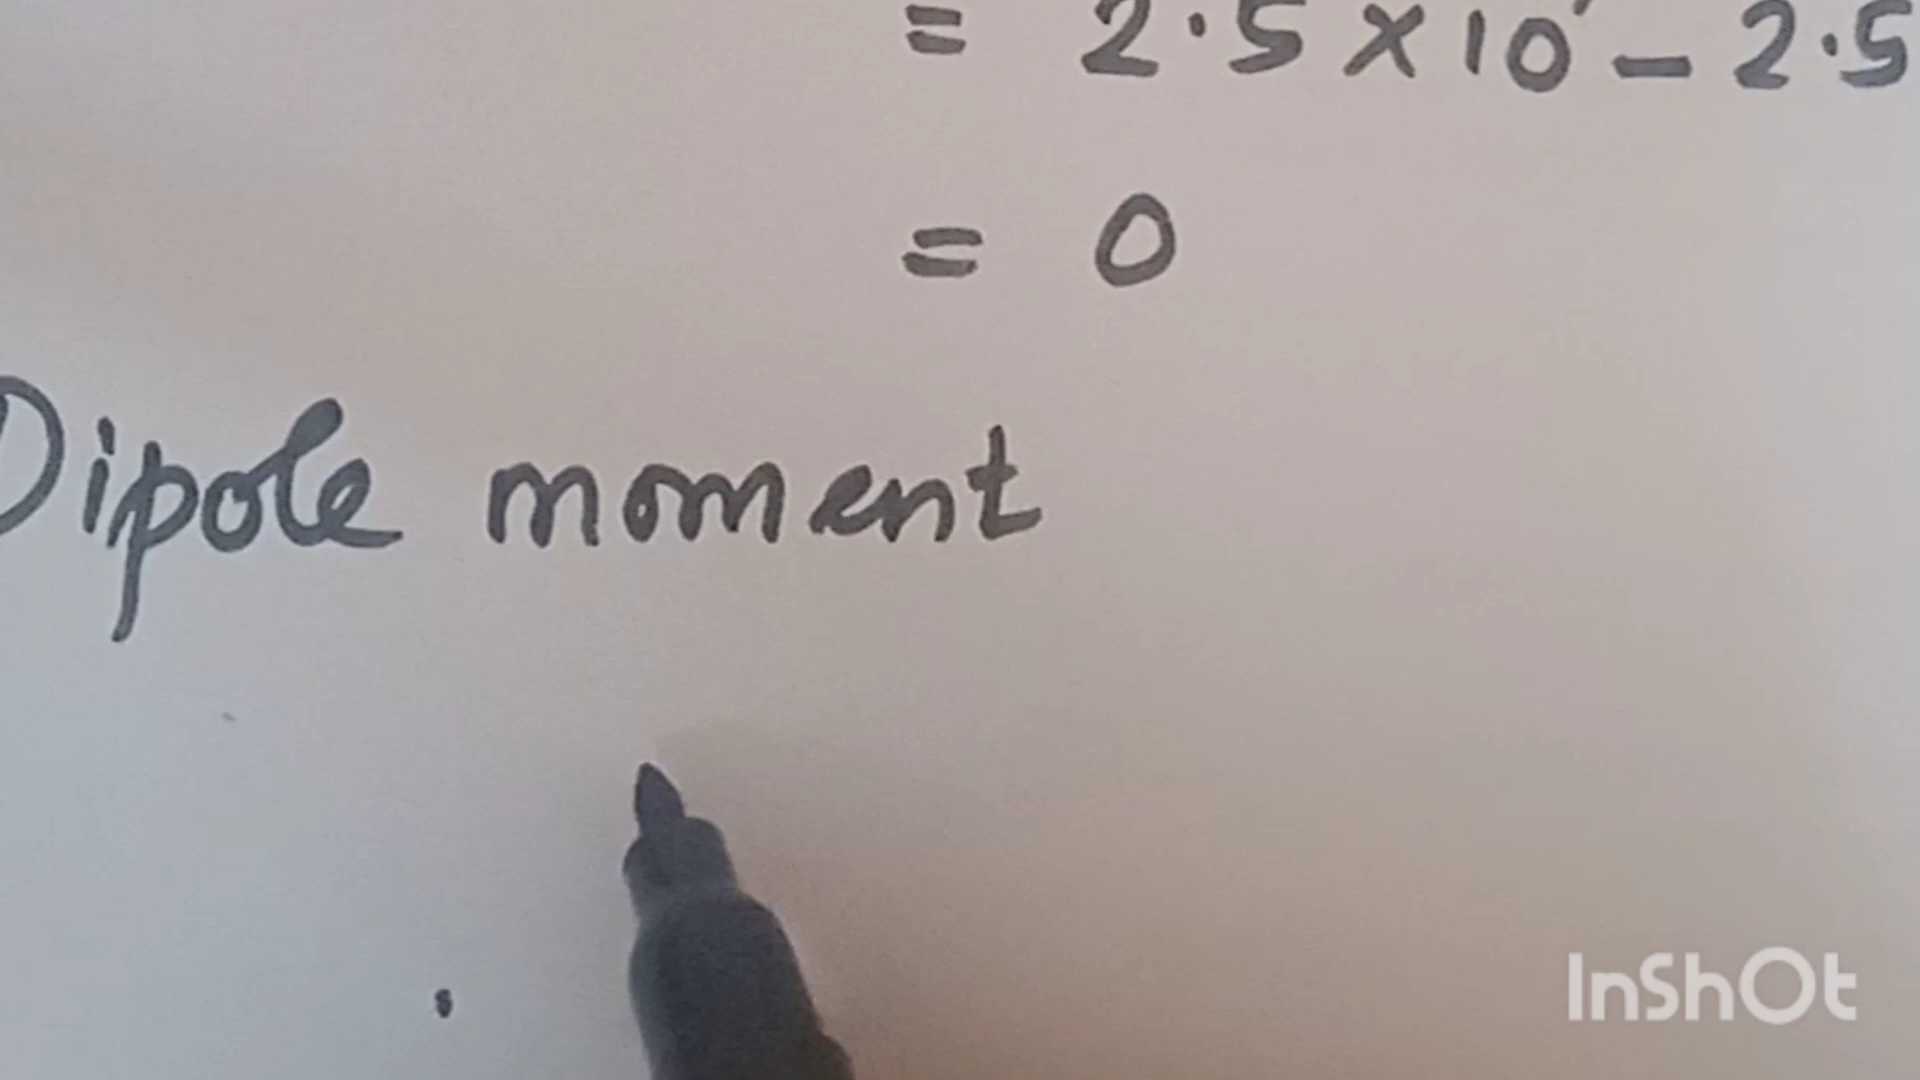 = 2.5 × 10 - 2.5
= 0
Dipole moment
InShOt